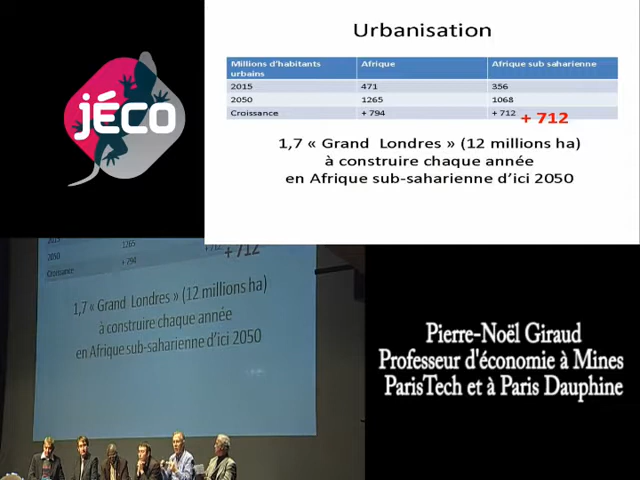 jéco
Urbanisation
Millions d'habitants urbains Afrique Afrique sub saharienne
2015 471 356
2050 1265 1068
Croissance + 794 + 712
+ 712
1,7 « Grand Londres » (12 millions ha)
à construire chaque année
en Afrique sub-saharienne d'ici 2050
2015
2050 1265
Croissance + 794 + 712
+ 712
1,7 « Grand Londres » (12 millions ha)
à construire chaque année
en Afrique sub-saharienne d'ici 2050
Pierre-Noël Giraud
Professeur d'économie à Mines
ParisTech et à Paris Dauphine